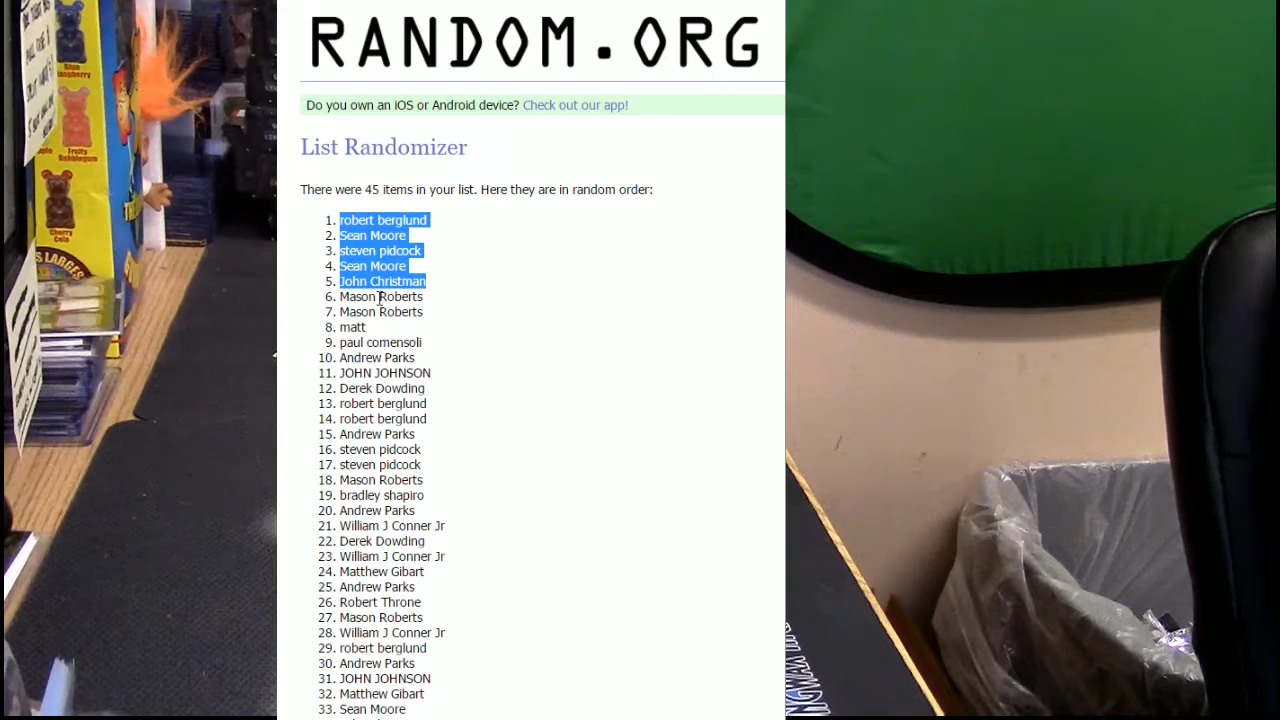 RANDOM.ORG
Do you own an iOS or Android device? Check out our app!
List Randomizer
There were 45 items in your list. Here they are in random order:
1. robert berglund
2. Sean Moore
3. steven pidcock
4. Sean Moore
5. John Christman
6. Mason Roberts
7. Mason Roberts
8. matt
9. paul comensoli
10. Andrew Parks
11. JOHN JOHNSON
12. Derek Dowding
13. robert berglund
14. robert berglund
15. Andrew Parks
16. steven pidcock
17. steven pidcock
18. Mason Roberts
19. bradley shapiro
20. Andrew Parks
21. William J Conner Jr
22. Derek Dowding
23. William J Conner Jr
24. Matthew Gibart
25. Andrew Parks
26. Robert Throne
27. Mason Roberts
28. William J Conner Jr
29. robert berglund
30. Andrew Parks
31. JOHN JOHNSON
32. Matthew Gibart
33. Sean Moore
Blue
Raspberry
Fruity
Bubblegum
Cherry
Cola